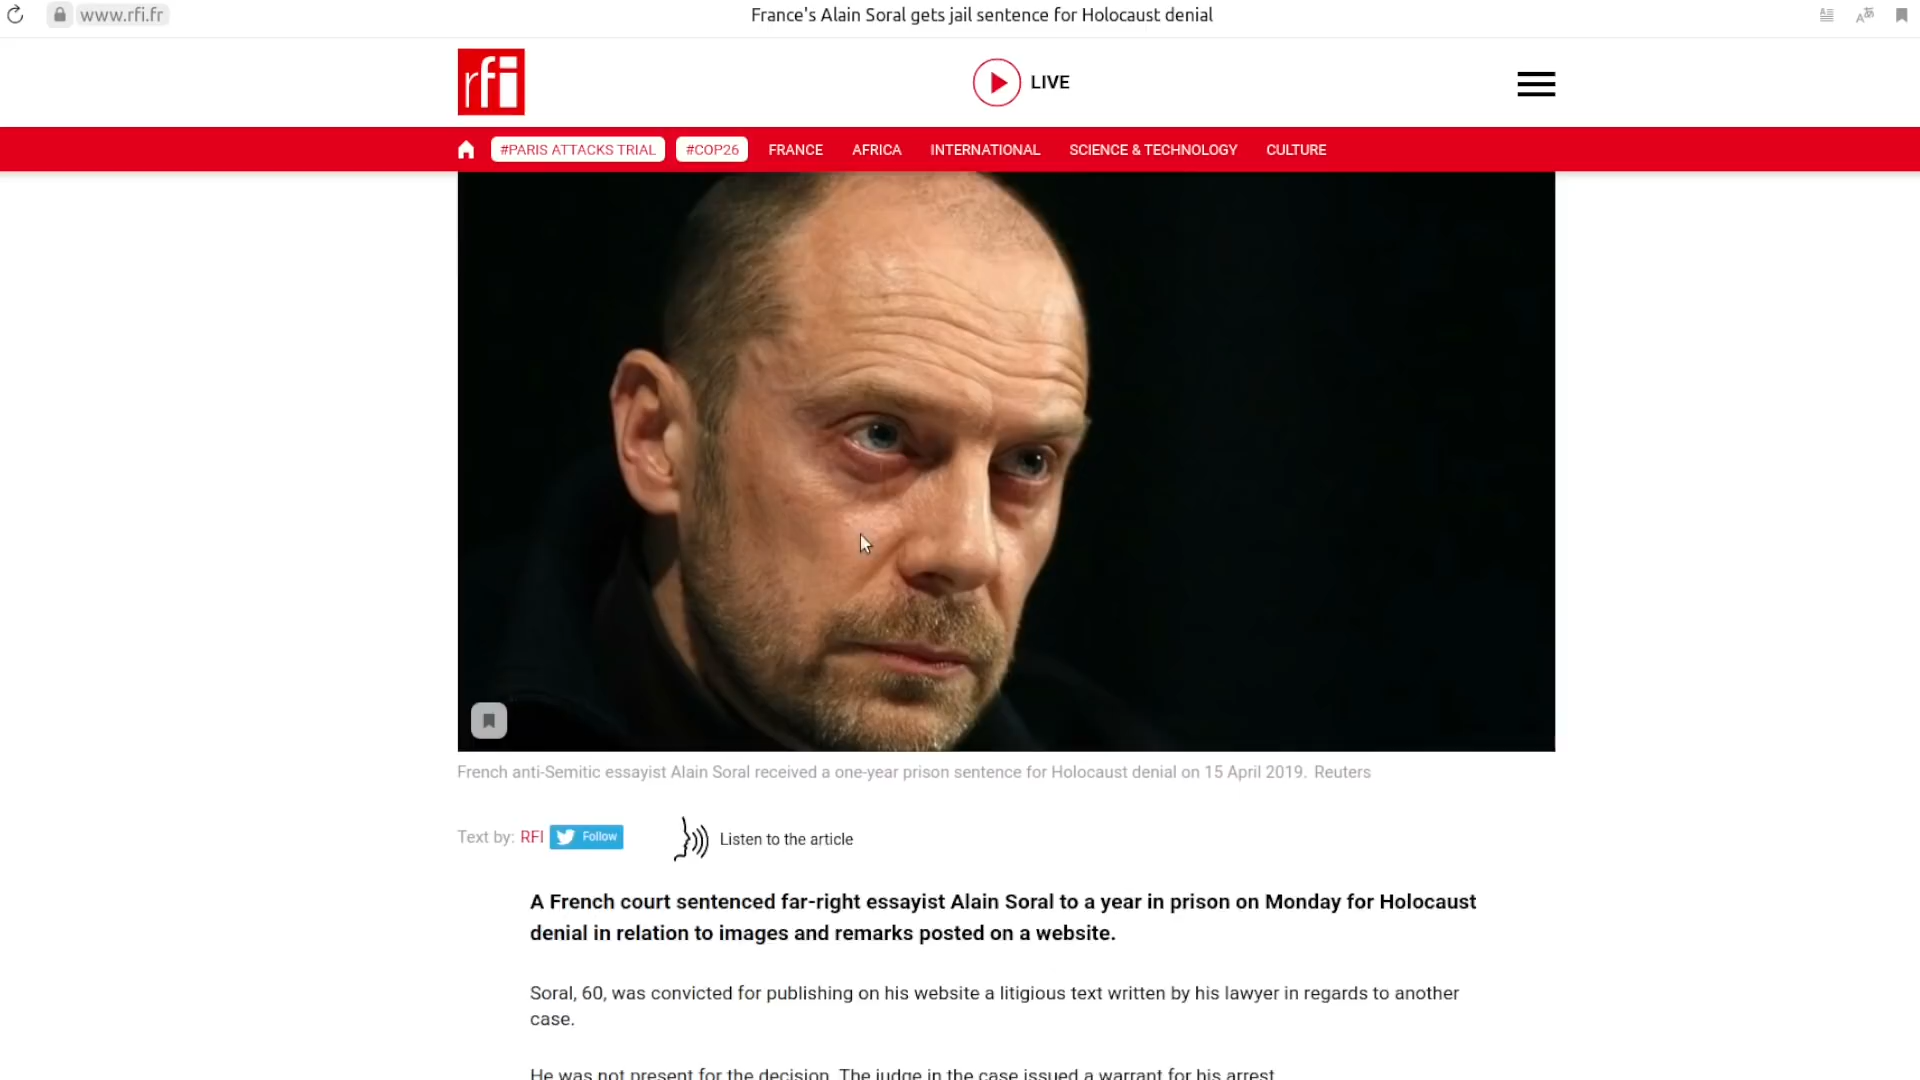 www.rfi.fr
France's Alain Soral gets jail sentence for Holocaust denial
rfi
LIVE
#PARIS ATTACKS TRIAL #COP26 FRANCE AFRICA INTERNATIONAL SCIENCE & TECHNOLOGY CULTURE
French anti-Semitic essayist Alain Soral received a one-year prison sentence for Holocaust denial on 15 April 2019. Reuters
Text by: RFI Follow
Listen to the article
A French court sentenced far-right essayist Alain Soral to a year in prison on Monday for Holocaust
denial in relation to images and remarks posted on a website.
Soral, 60, was convicted for publishing on his website a litigious text written by his lawyer in regards to another
case.
He was not present for the decision. The judge in the case issued a warrant for his arrest.